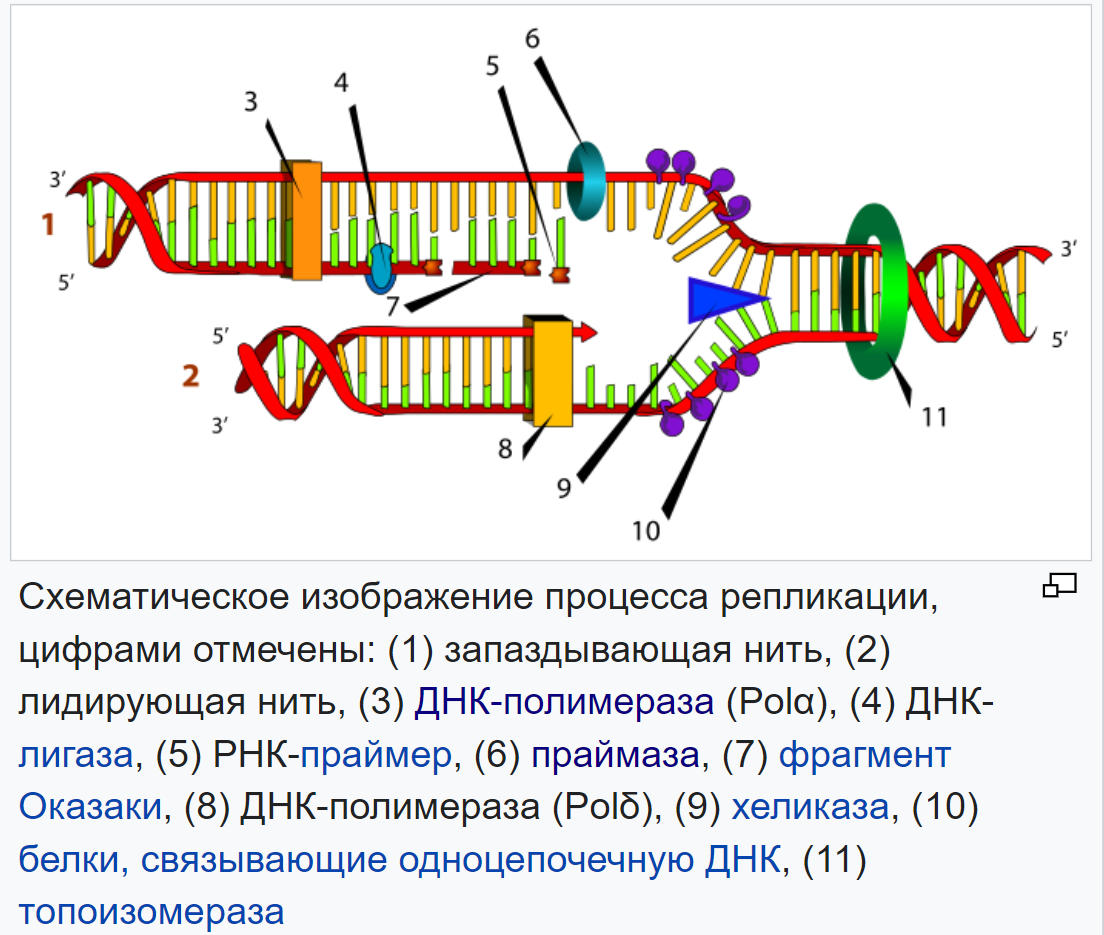 6
5
4
3
3′
1
3′
5′
7
5′
5′
2
11
3′
8
9
10
Схематическое изображение процесса репликации,
цифрами отмечены: (1) запаздывающая нить, (2)
лидирующая нить, (3) ДНК-полимераза (Polα), (4) ДНК-
лигаза, (5) РНК-праймер, (6) праймаза, (7) фрагмент
Оказаки, (8) ДНК-полимераза (Polδ), (9) хеликаза, (10)
белки, связывающие одноцепочечную ДНК, (11)
топоизомераза